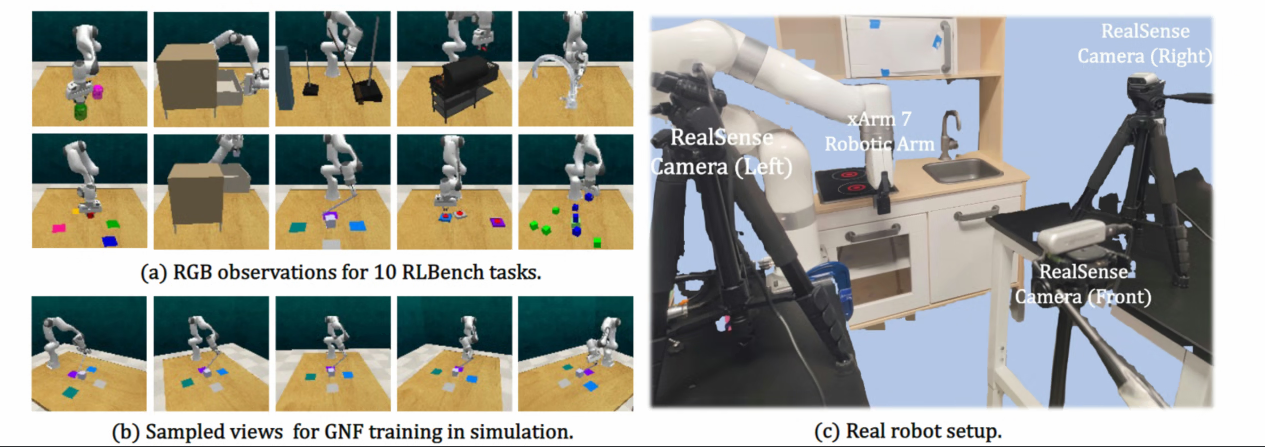 (a) RGB observations for 10 RLBench tasks.
(b) Sampled views for GNF training in simulation.
RealSense
Camera (Right)
xArm 7
Robotic Arm
RealSense
Camera (Left)
RealSense
Camera (Front)
(c) Real robot setup.